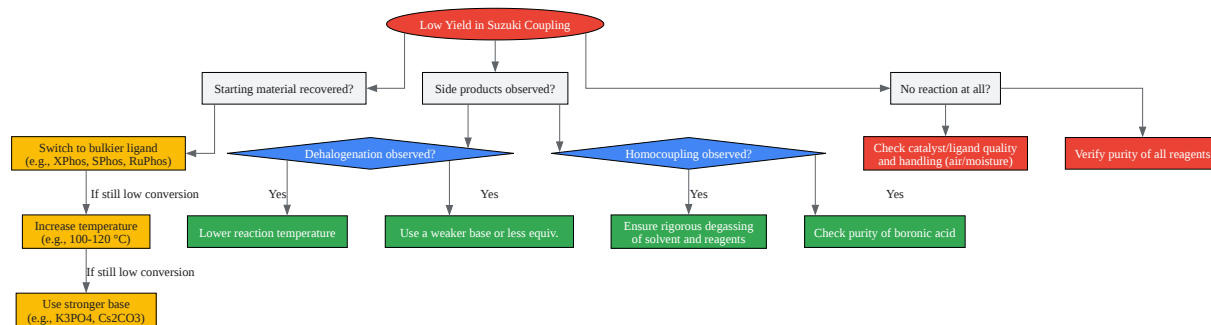 Low Yield in Suzuki Coupling
Starting material recovered?
Side products observed?
No reaction at all?
Switch to bulkier ligand
(e.g., XPhos, SPhos, RuPhos)
Dehalogenation observed?
Homocoupling observed?
Check catalyst/ligand quality
and handling (air/moisture)
Verify purity of all reagents
If still low conversion
Yes
Yes
Yes
Yes
Increase temperature
(e.g., 100-120 °C)
Lower reaction temperature
Use a weaker base or less equiv.
Ensure rigorous degassing
of solvent and reagents
Check purity of boronic acid
If still low conversion
Use stronger base
(e.g., K3PO4, Cs2CO3)